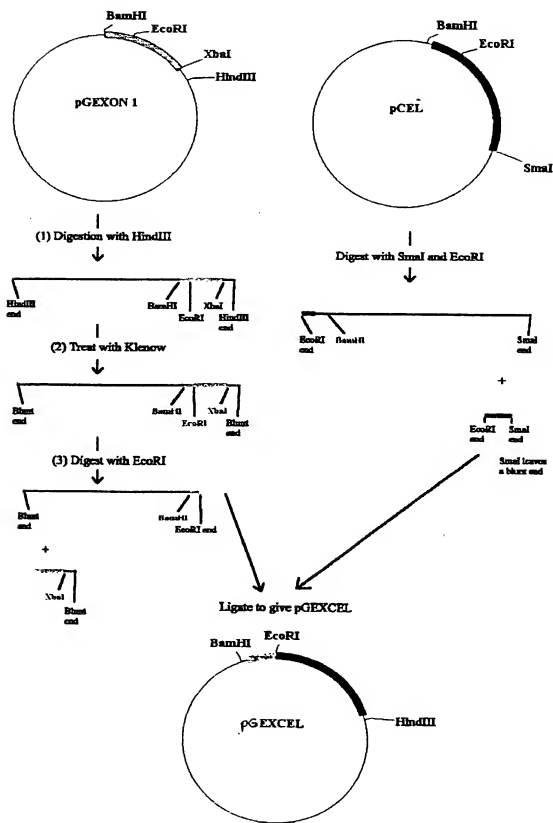 BamHI
EcoRI
XbaI
HindIII
pGEXON 1
BamHI
EcoRI
pCEL
SmaI
(1) Digestion with HindIII
Digest with SmaI and EcoRI
HindIII
end
BamHI
EcoRI
XbaI
HindIII
end
EcoRI
end
BamHI
SmaI
end
(2) Treat with Klenow
+
Blunt
end
BamHI
EcoRI
XbaI
Blunt
end
EcoRI
end
SmaI
end
SmaI leaves
a blunt end
(3) Digest with EcoRI
Blunt
end
BamHI
EcoRI end
+
XbaI
Blunt
end
Ligate to give pGEXCEL
BamHI
EcoRI
pGEXCEL
HindIII